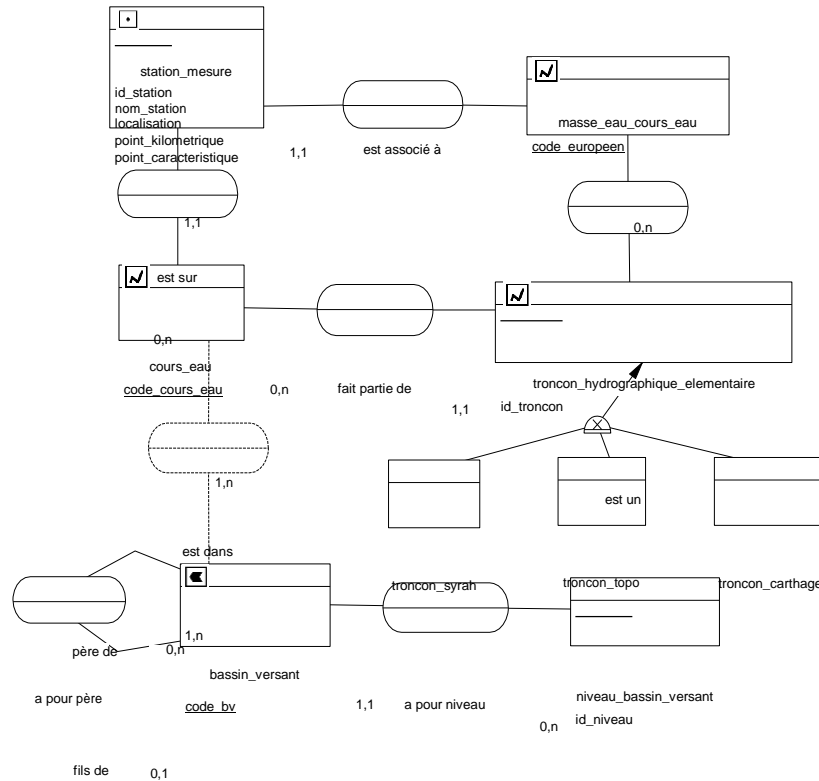 station_mesure
id_station
nom_station
localisation
point_kilometrique
point_caracteristique
masse_eau_cours_eau
1,1
est associé à
code_europeen
1,1
0,n
est sur
0,n
cours_eau
code_cours_eau
0,n
fait partie de
1,1
troncon_hydrographique_elementaire
id_troncon
1,n
est un
est dans
troncon_syrah
troncon_topo
troncon_carthage
1,n
père de
0,n
bassin_versant
a pour père
code_bv
1,1
a pour niveau
niveau_bassin_versant
0,n
id_niveau
fils de
0,1